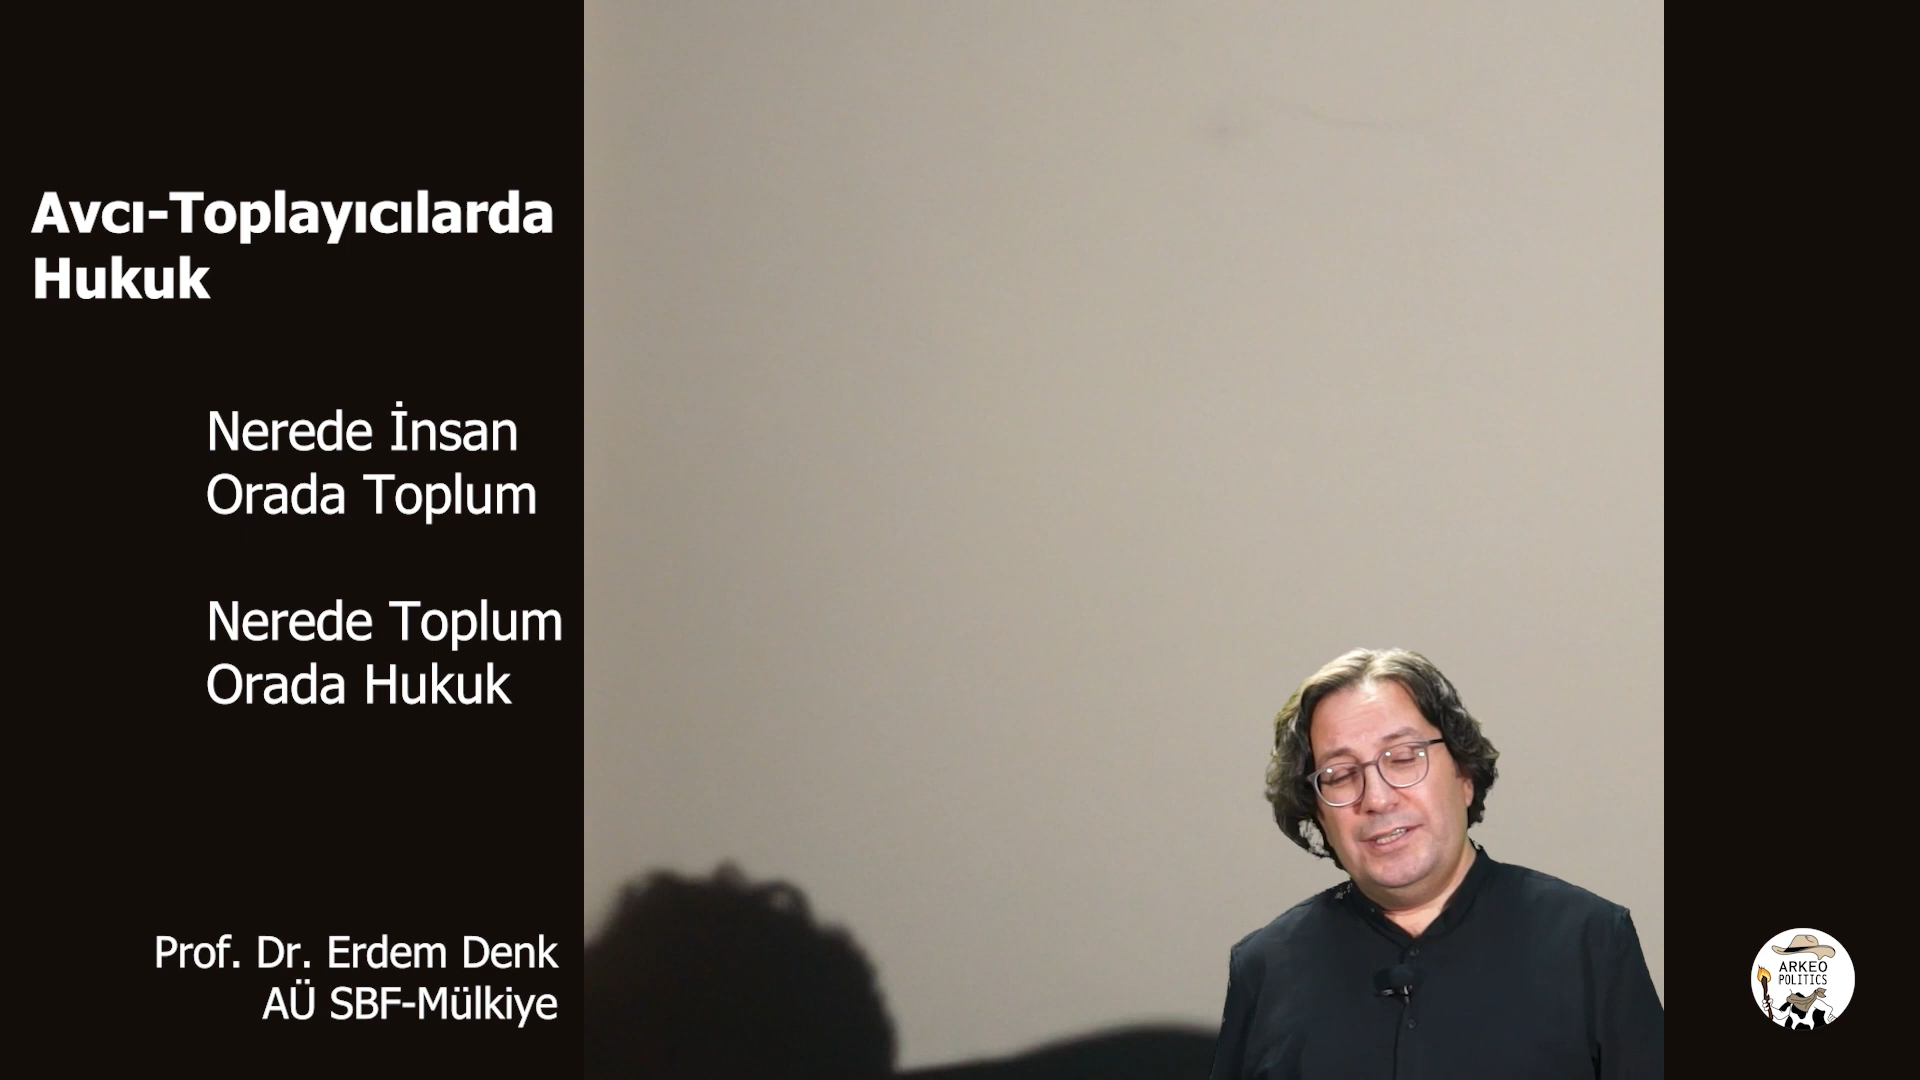 Avcı-Toplayıcılarda
Hukuk
Nerede İnsan
Orada Toplum
Nerede Toplum
Orada Hukuk
Prof. Dr. Erdem Denk
AÜ SBF-Mülkiye
ARKEO
POLITICS